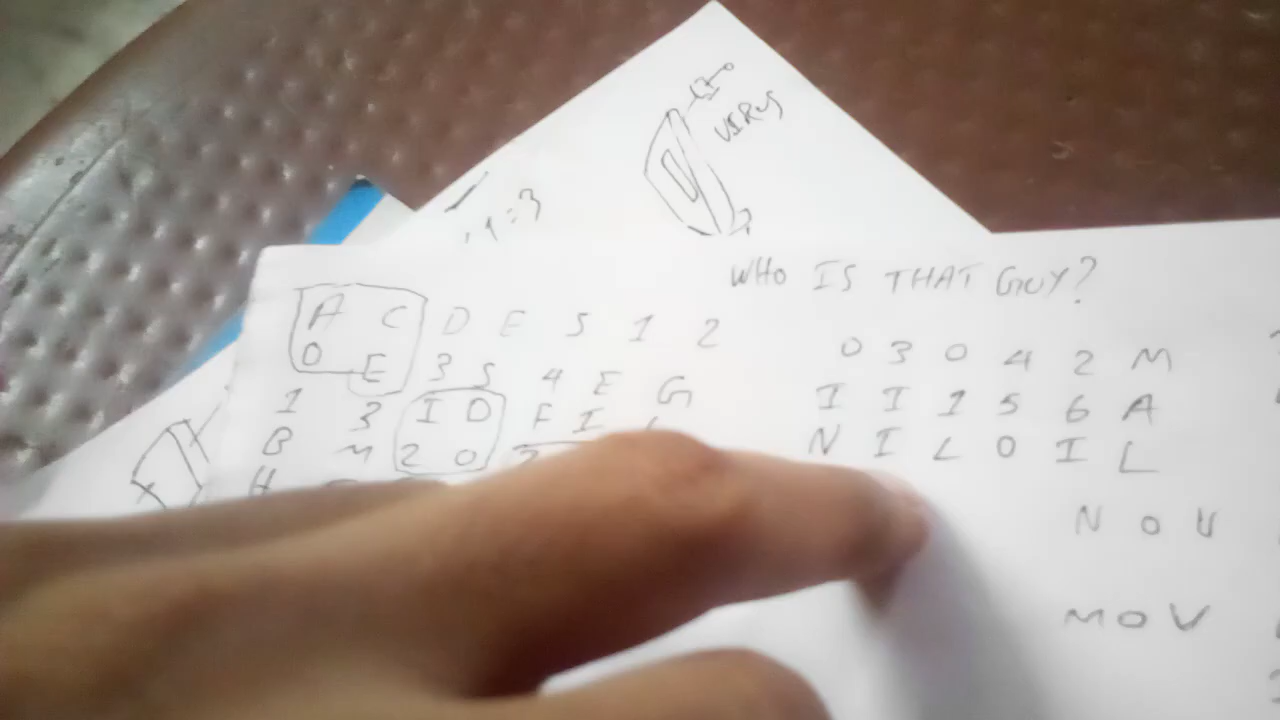 VIRUS
WHO IS THAT GUY?
A C D E S 1 2
D E 3 S 4 E G
1 3 I D F I
B M 2 0
H
0 3 0 4 2 M
I I 1 5 6 A
N I L O I L
N O V
M O V